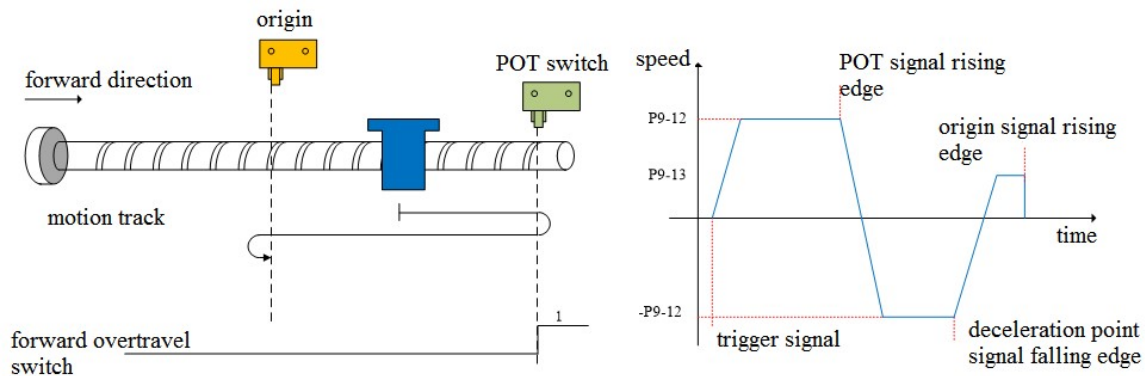 origin
POT switch
forward direction
motion track
1
forward overtravel
switch
speed
POT signal rising
edge
P9-12
origin signal rising
edge
P9-13
time
-P9-12
trigger signal
deceleration point
signal falling edge